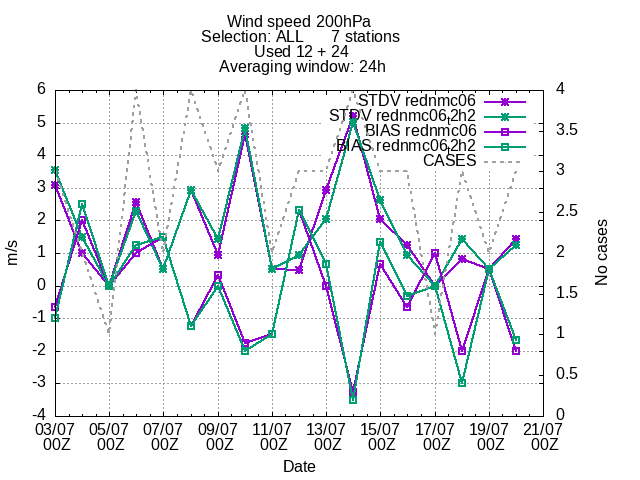 Wind speed 200hPa
Selection: ALL 7 stations
Used 12 + 24
Averaging window: 24h
STDV rednmc06
STDV rednmc06,2h2
BIAS rednmc06
BIAS rednmc06,2h2
CASES
6
5
4
3
2
1
0
-1
-2
-3
-4
m/s
4
3.5
3
2.5
2
1.5
1
0.5
0
No cases
03/07 05/07 07/07 09/07 11/07 13/07 15/07 17/07 19/07 21/07
00Z 00Z 00Z 00Z 00Z 00Z 00Z 00Z 00Z 00Z
Date